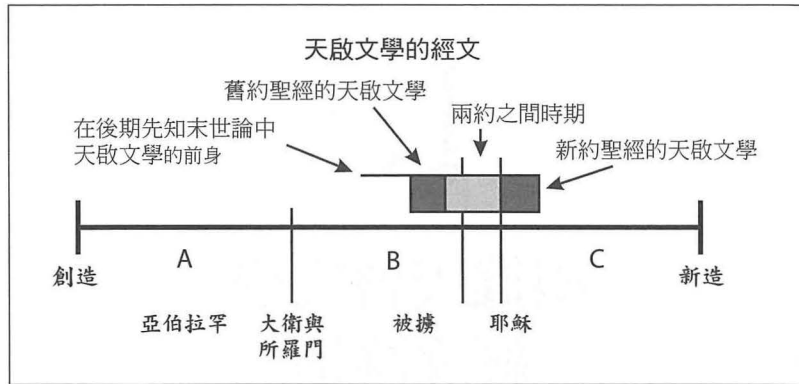 天啟文學的經文
舊約聖經的天啟文學
兩約之間時期
在後期先知末世論中
天啟文學的前身
新約聖經的天啟文學
A
B
C
創造
新造
亞伯拉罕
大衛與
所羅門
被擄
耶穌